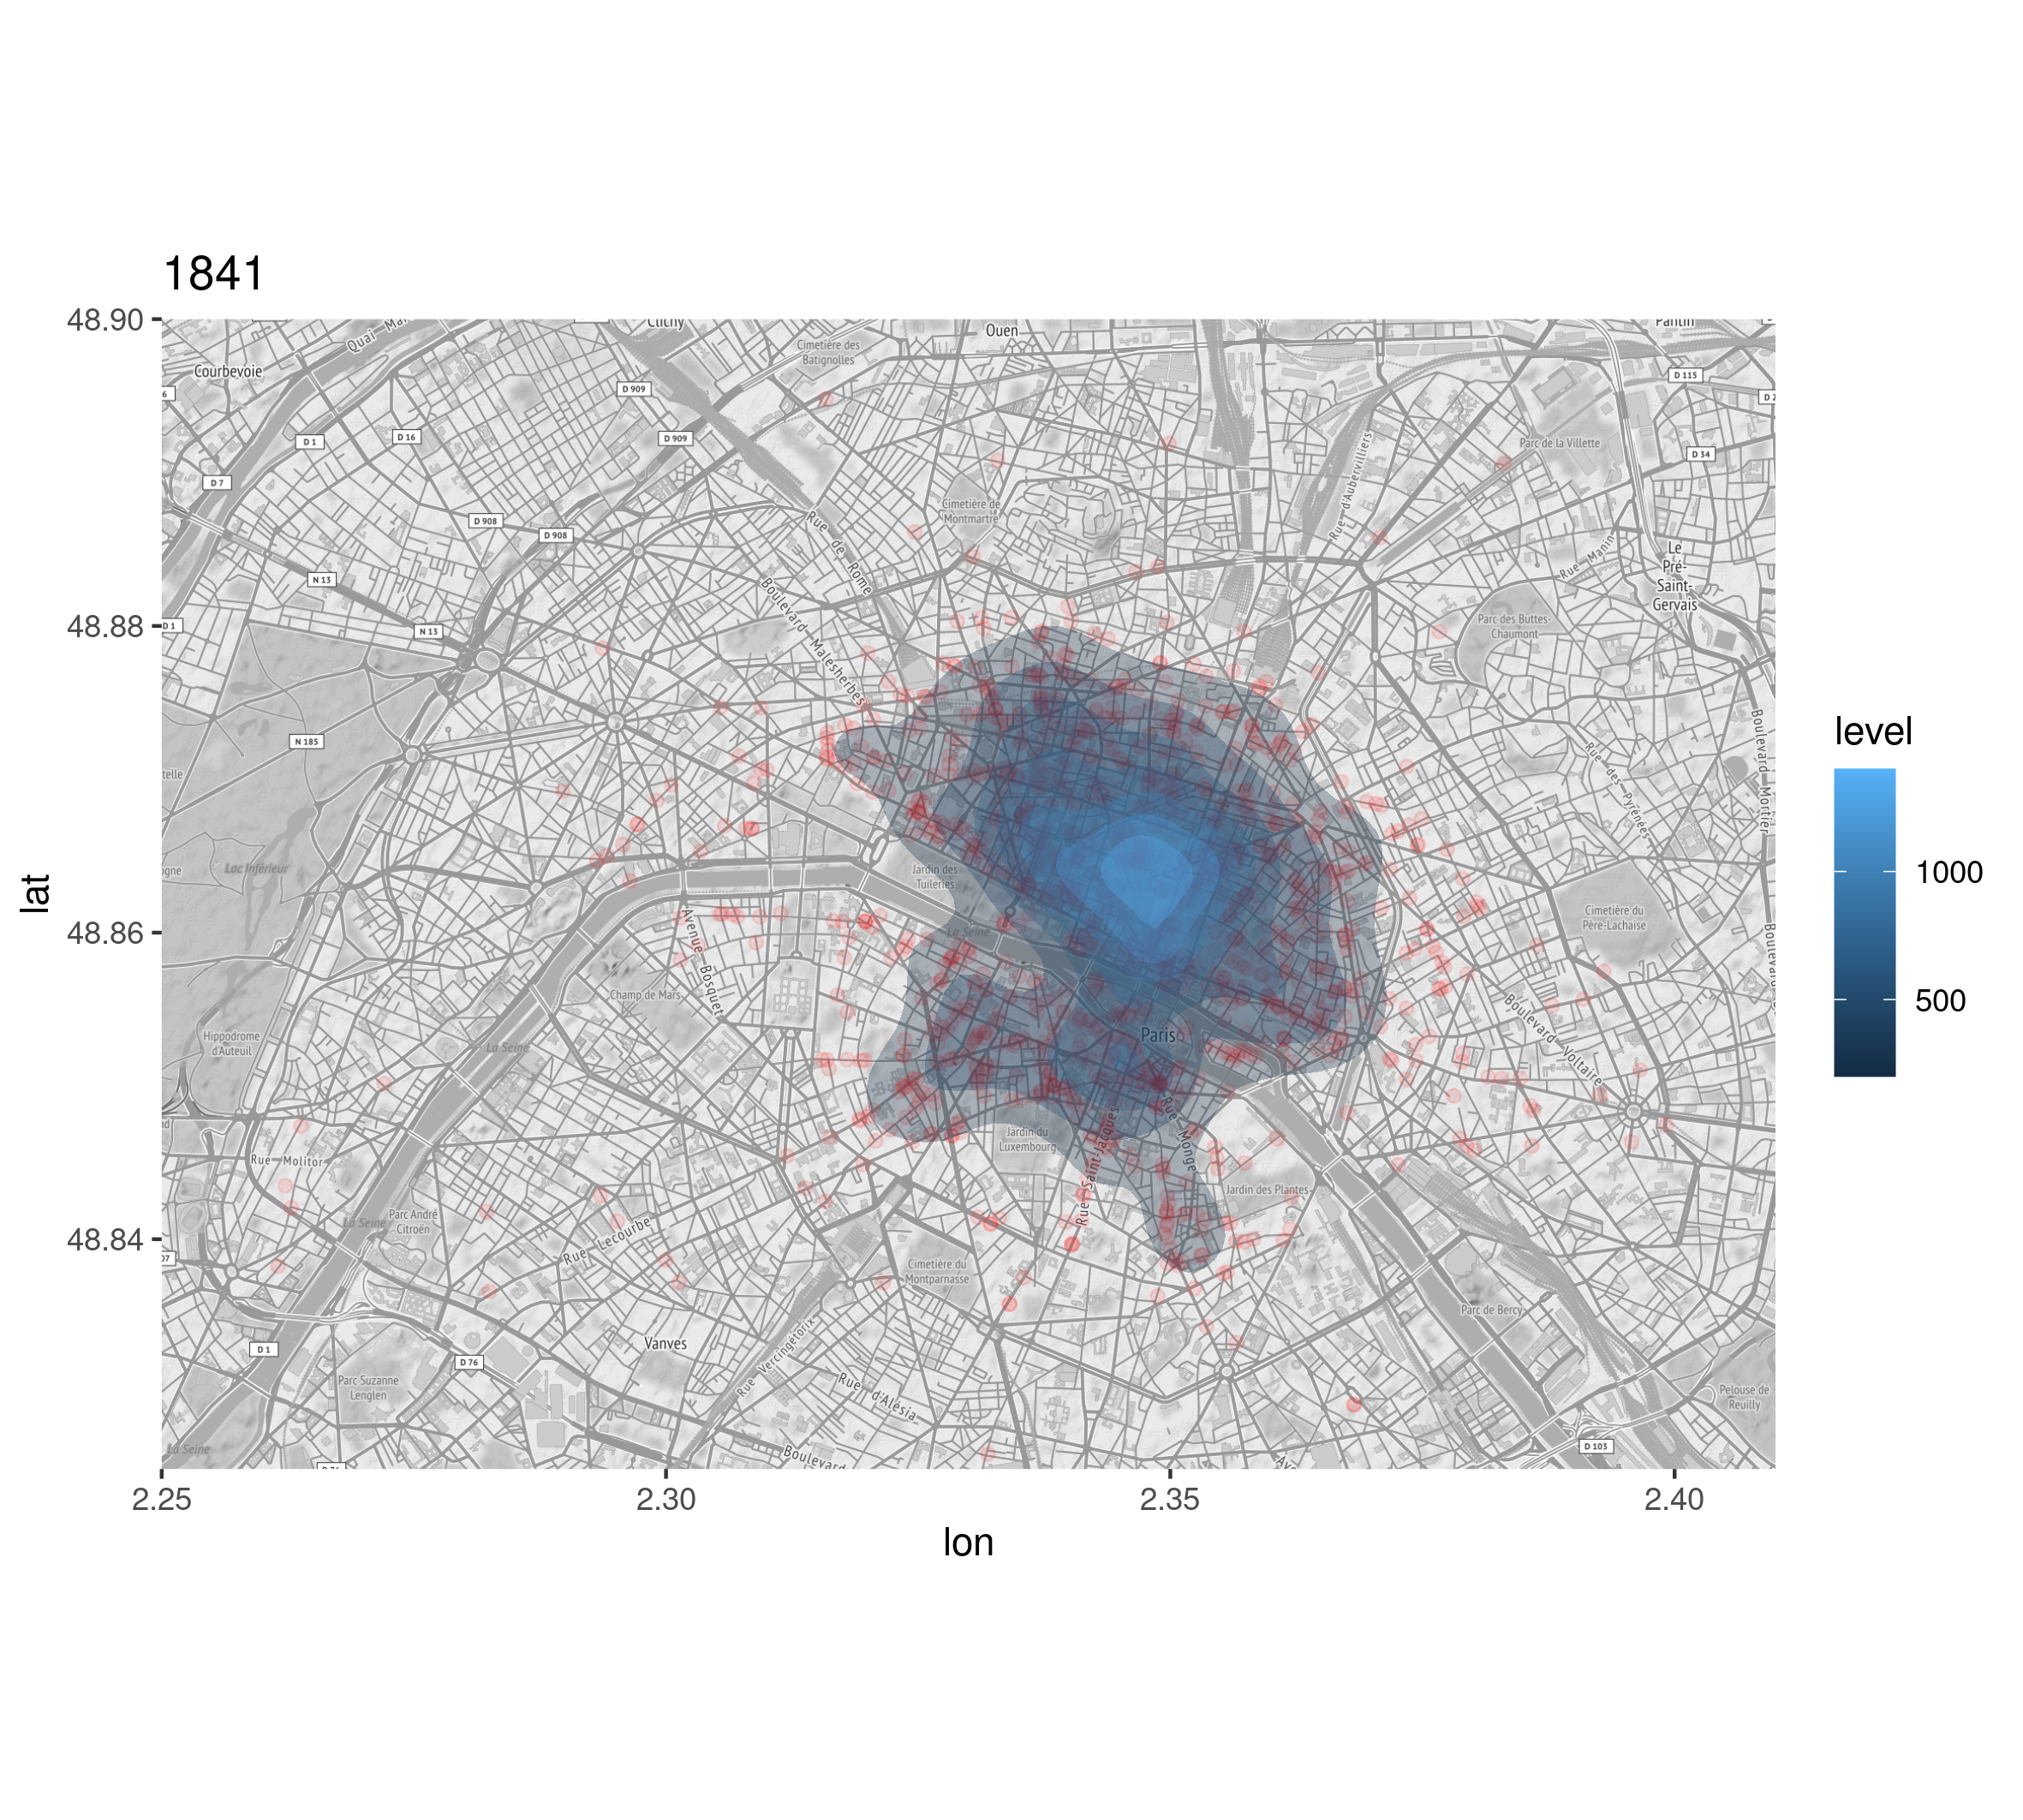 1841
48.90
48.88
48.86
48.84
lat
2.25
2.30
2.35
2.40
lon
level
1000
500
Quai
Clichy
Ouen
Pantin
Courbevoie
Cimetière des
Batignolles
D 909
D 115
D 1
D 16
D 909
Parc de la Villette
D 34
D 7
Rue d'Aubervilliers
Cimetière de
Montmartre
D 908
D 908
Rue de Rome
Rue Manin
Le
Pré-
Saint-
Gervais
N 13
Boulevard Malesherbes
Parc des Buttes-
Chaumont
D 1
N 13
N 185
Rue des Pyrénées
Boulevard Mortier
Lac Inférieur
Jardin des
Tuileries
Cimetière du
Père-Lachaise
La Seine
Avenue Bosquet
Champ de Mars
Boulevard Voltaire
Paris
Hippodrome
d'Auteuil
La Seine
Rue Monge
Rue Saint-Jacques
Jardin du
Luxembourg
Rue Molitor
Jardin des Plantes
Parc André
Citroën
La Seine
Rue Lecourbe
Cimetière du
Montparnasse
Parc de Bercy
Vanves
D 1
D 76
Rue Vercingétorix
Rue d'Alésia
Parc Suzanne
Lenglen
Pelouse de
Reuilly
La Seine
Boulevard
D 103